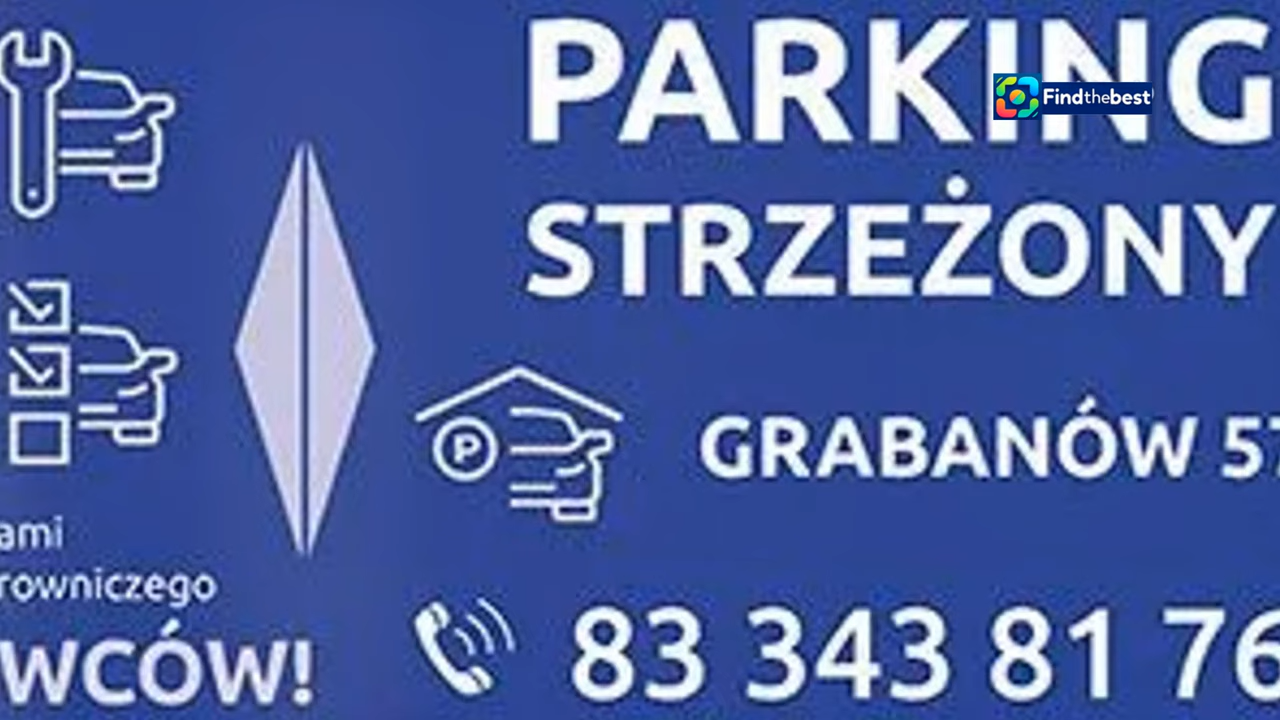 PARKING
Findthebest
STRZEŻONY
P
GRABANÓW 57
ami
rowniczego
WCÓW!
83 343 81 76